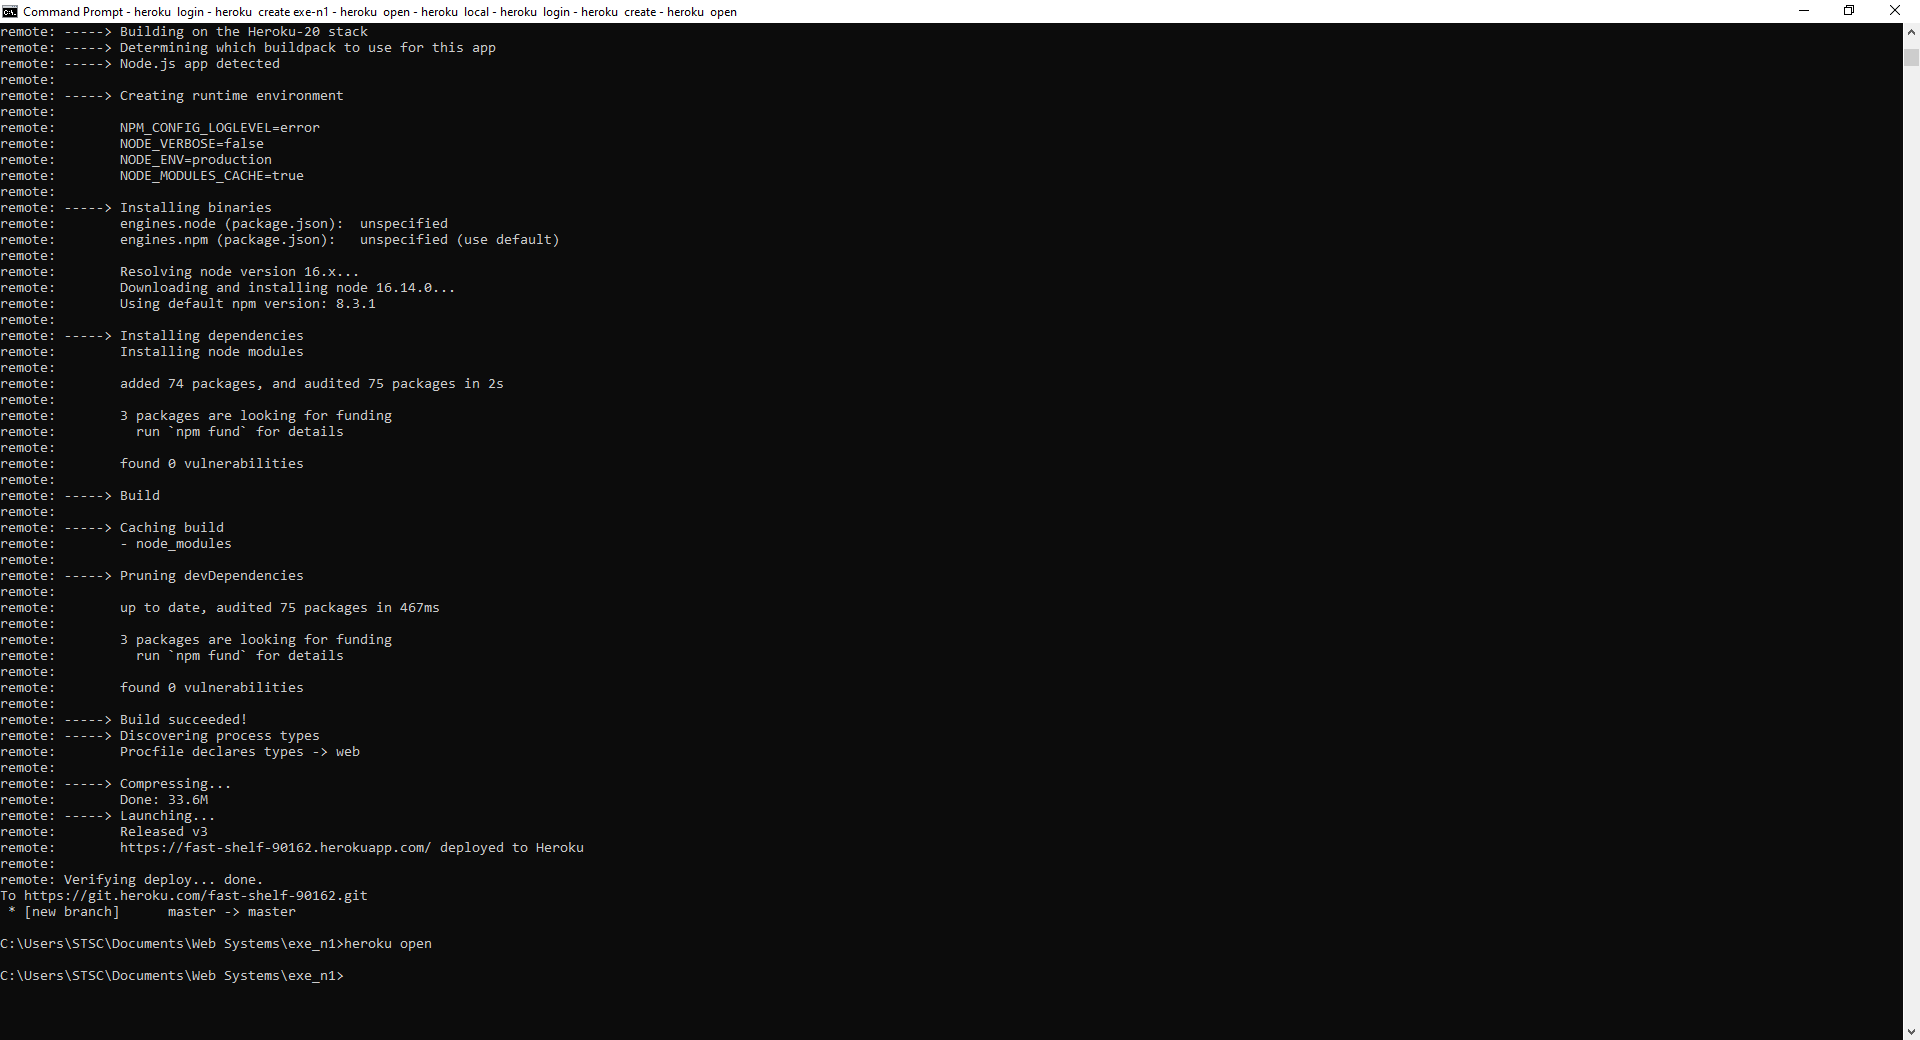 Command Prompt - heroku login - heroku create exe-n1 - heroku open - heroku local - heroku login - heroku create - heroku open
remote: -----> Building on the Heroku-20 stack
remote: -----> Determining which buildpack to use for this app
remote: -----> Node.js app detected
remote:
remote: -----> Creating runtime environment
remote:
remote:        NPM_CONFIG_LOGLEVEL=error
remote:        NODE_VERBOSE=false
remote:        NODE_ENV=production
remote:        NODE_MODULES_CACHE=true
remote:
remote: -----> Installing binaries
remote:        engines.node (package.json):  unspecified
remote:        engines.npm (package.json):   unspecified (use default)
remote:
remote:        Resolving node version 16.x...
remote:        Downloading and installing node 16.14.0...
remote:        Using default npm version: 8.3.1
remote:
remote: -----> Installing dependencies
remote:        Installing node modules
remote:
remote:        added 74 packages, and audited 75 packages in 2s
remote:
remote:        3 packages are looking for funding
remote:          run `npm fund` for details
remote:
remote:        found 0 vulnerabilities
remote:
remote: -----> Build
remote:
remote: -----> Caching build
remote:        - node_modules
remote:
remote: -----> Pruning devDependencies
remote:
remote:        up to date, audited 75 packages in 467ms
remote:
remote:        3 packages are looking for funding
remote:          run `npm fund` for details
remote:
remote:        found 0 vulnerabilities
remote:
remote: -----> Build succeeded!
remote: -----> Discovering process types
remote:        Procfile declares types -> web
remote:
remote: -----> Compressing...
remote:        Done: 33.6M
remote: -----> Launching...
remote:        Released v3
remote:        https://fast-shelf-90162.herokuapp.com/ deployed to Heroku
remote:
remote: Verifying deploy... done.
To https://git.heroku.com/fast-shelf-90162.git
 * [new branch]      master -> master
C:\Users\STSC\Documents\Web Systems\exe_n1>heroku open
C:\Users\STSC\Documents\Web Systems\exe_n1>